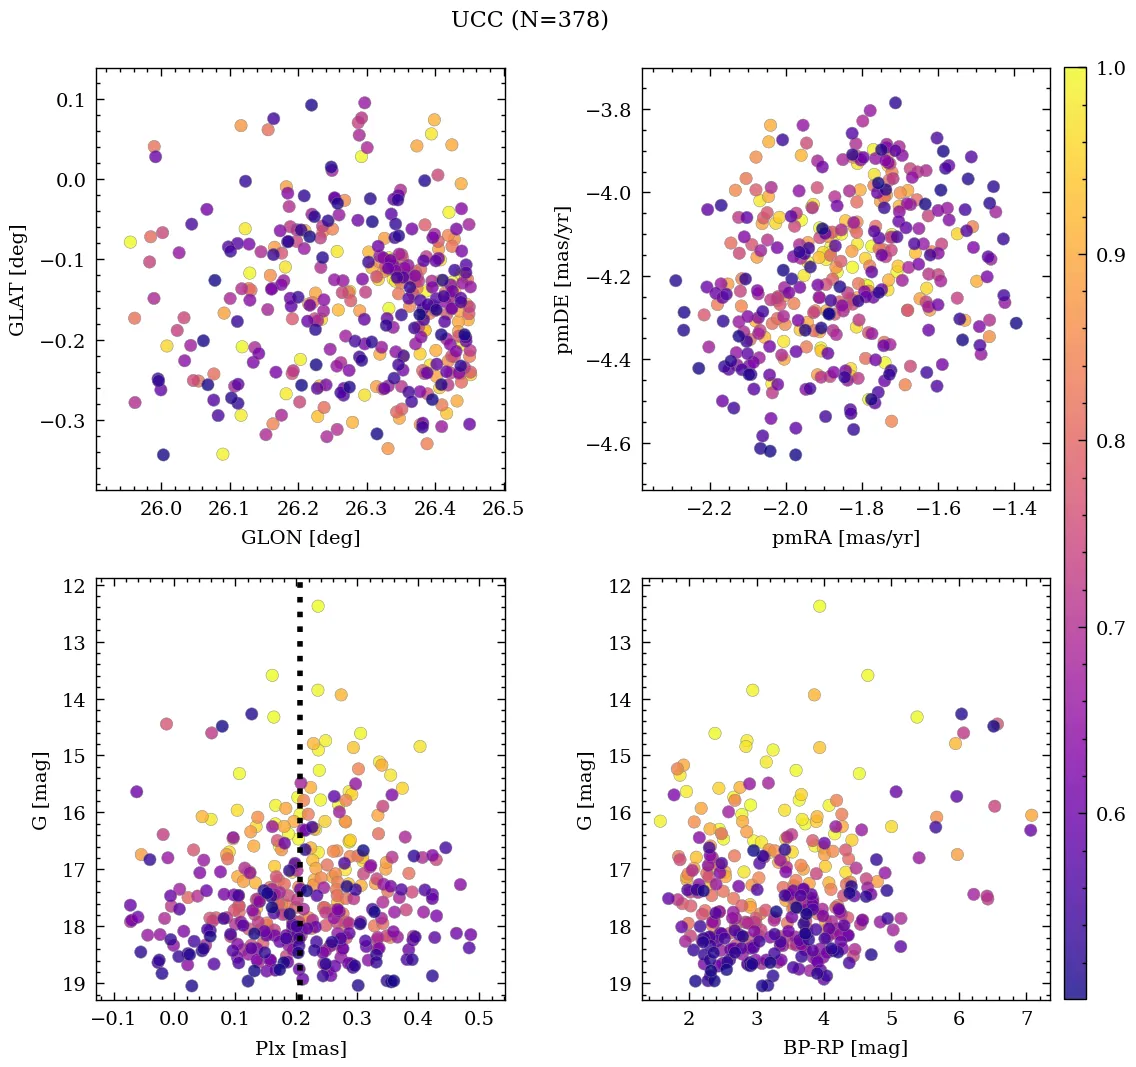 UCC (N=378)
0.1
0.0
−0.1
−0.2
−0.3
GLAT [deg]
26.0 26.1 26.2 26.3 26.4 26.5
GLON [deg]
−3.8
−4.0
−4.2
−4.4
−4.6
pmDE [mas/yr]
−2.2 −2.0 −1.8 −1.6 −1.4
pmRA [mas/yr]
1.0
0.9
0.8
0.7
0.6
12
13
14
15
16
17
18
19
G [mag]
−0.1 0.0 0.1 0.2 0.3 0.4 0.5
Plx [mas]
12
13
14
15
16
17
18
19
G [mag]
2 3 4 5 6 7
BP-RP [mag]